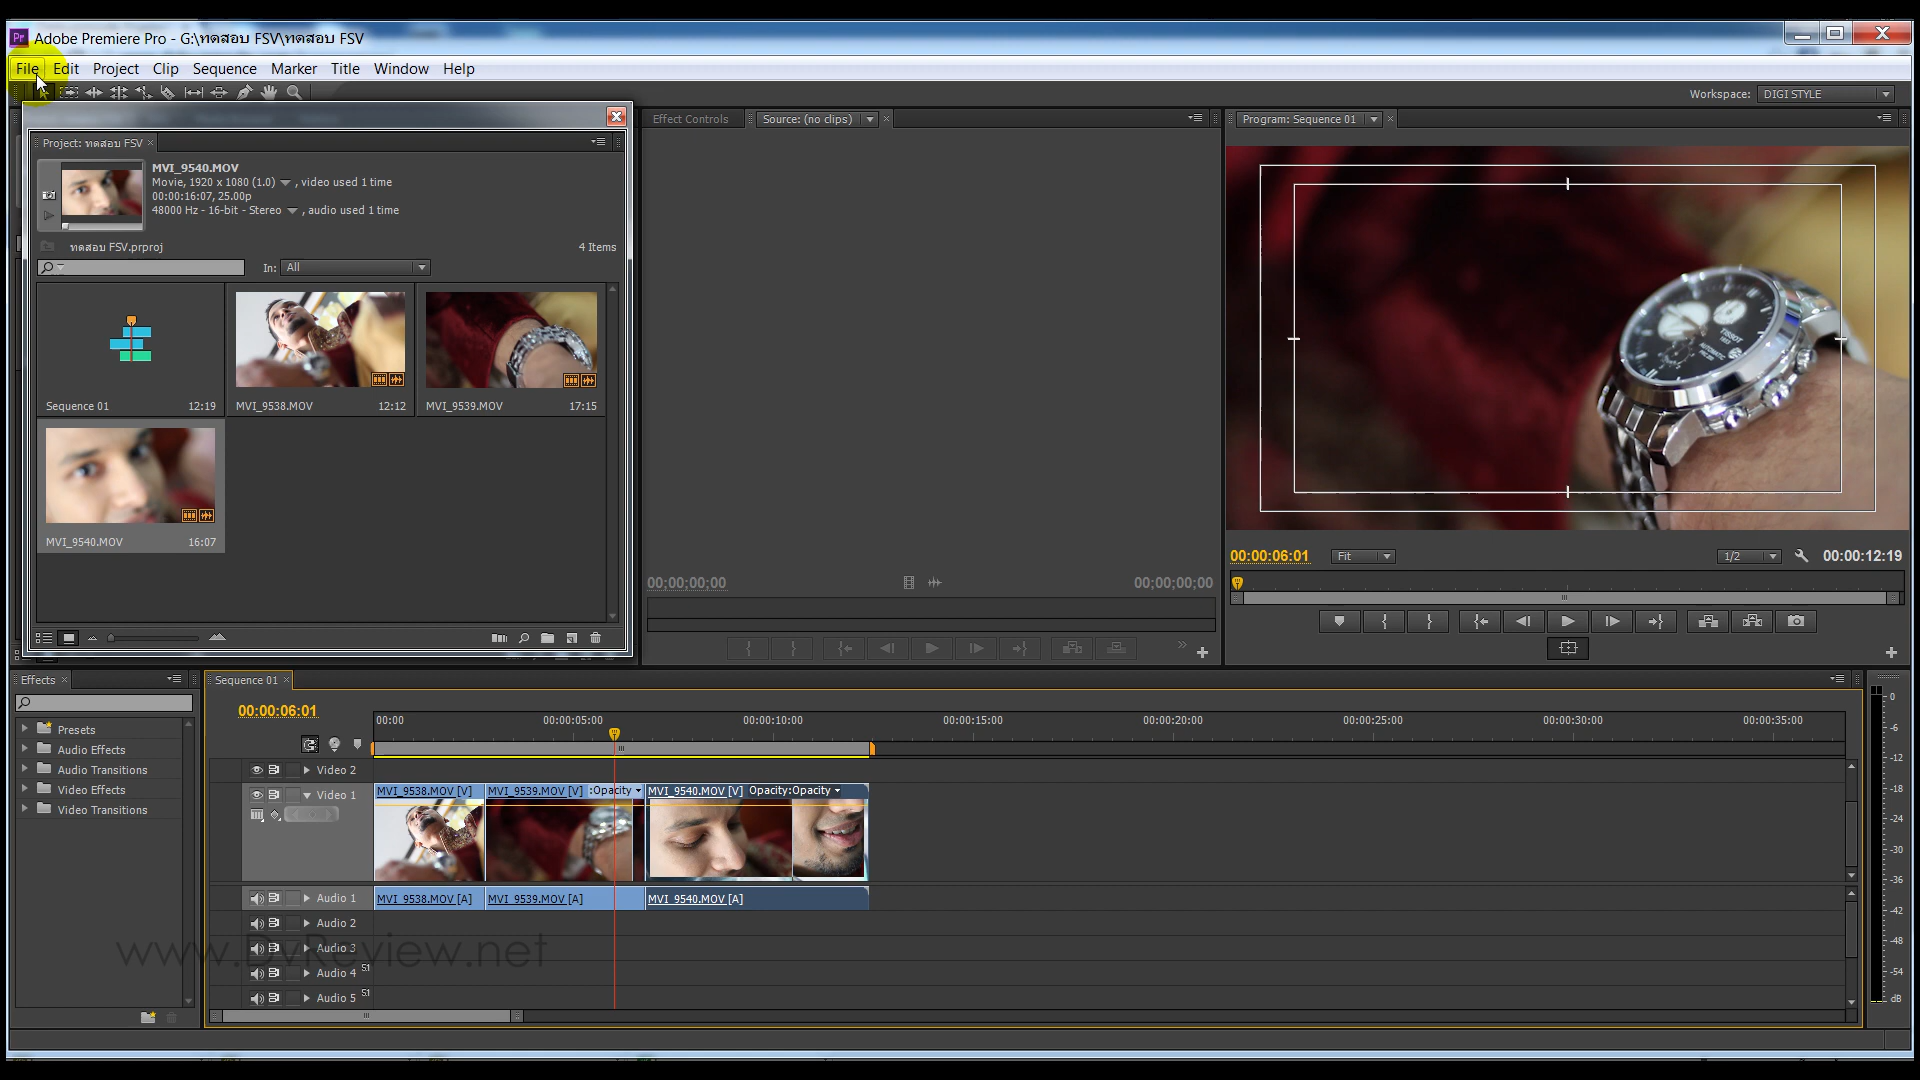 Pr Adobe Premiere Pro - G:\ทดสอบ FSV\ทดสอบ FSV
File Edit Project Clip Sequence Marker Title Window Help
Workspace: DIGI STYLE
Project: ทดสอบ FSV
MVI_9540.MOV
Movie, 1920 x 1080 (1.0) , video used 1 time
00:00:16:07, 25.00p
48000 Hz - 16-bit - Stereo , audio used 1 time
ทดสอบ FSV.prproj
4 Items
In: All
Sequence 01 12:19
MVI_9538.MOV 12:12
MVI_9539.MOV 17:15
MVI_9540.MOV 16:07
Effect Controls
Source: (no clips)
00;00;00;00
00;00;00;00
Program: Sequence 01
TISSOT
1853
AUTOMATIC
00:00:06:01
Fit
1/2
00:00:12:19
Effects
Presets
Audio Effects
Audio Transitions
Video Effects
Video Transitions
Sequence 01
00:00:06:01
00:00 00:00:05:00 00:00:10:00 00:00:15:00 00:00:20:00 00:00:25:00 00:00:30:00 00:00:35:00
Video 2
Video 1
MVI_9538.MOV [V] MVI_9539.MOV [V] :Opacity MVI_9540.MOV [V] Opacity:Opacity
Audio 1
MVI_9538.MOV [A] MVI_9539.MOV [A] MVI_9540.MOV [A]
Audio 2
Audio 3
Audio 4 5.1
Audio 5 5.1
www.DvReview.net
0
-6
-12
-18
-24
-30
-36
-42
-48
-54
dB